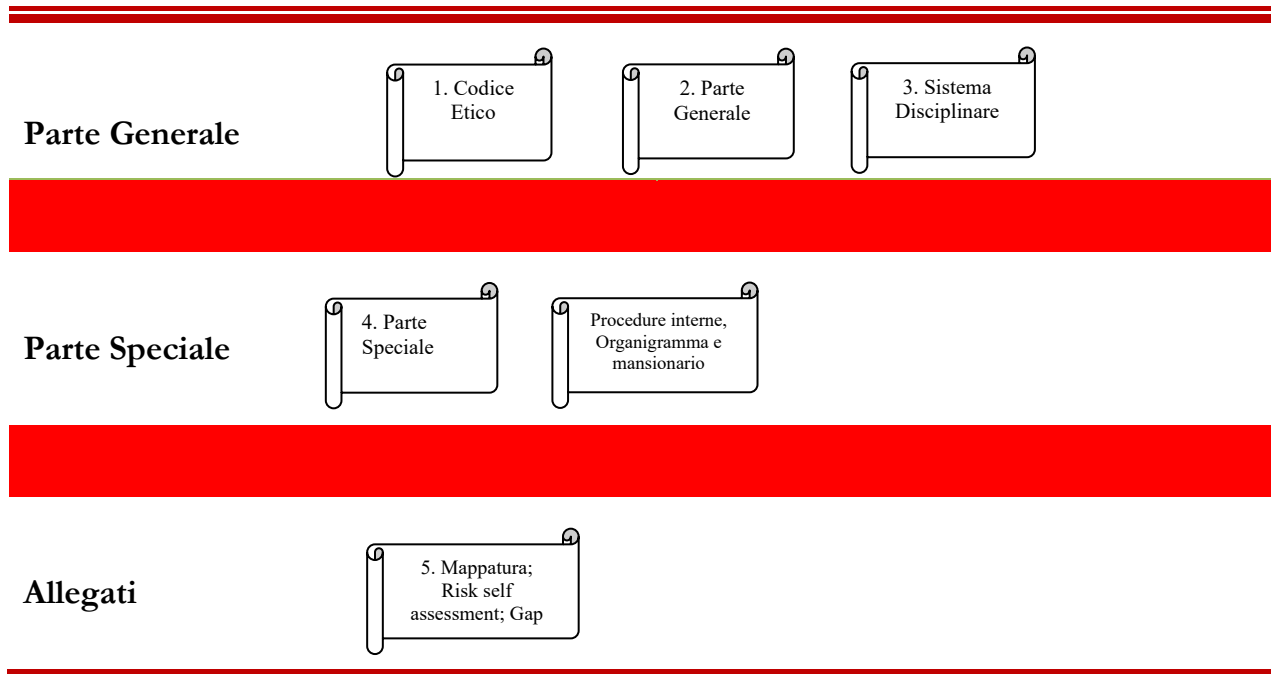 Parte Generale
1. Codice
Etico
2. Parte
Generale
3. Sistema
Disciplinare
Parte Speciale
4. Parte
Speciale
Procedure interne,
Organigramma e
mansionario
Allegati
5. Mappatura;
Risk self
assessment; Gap